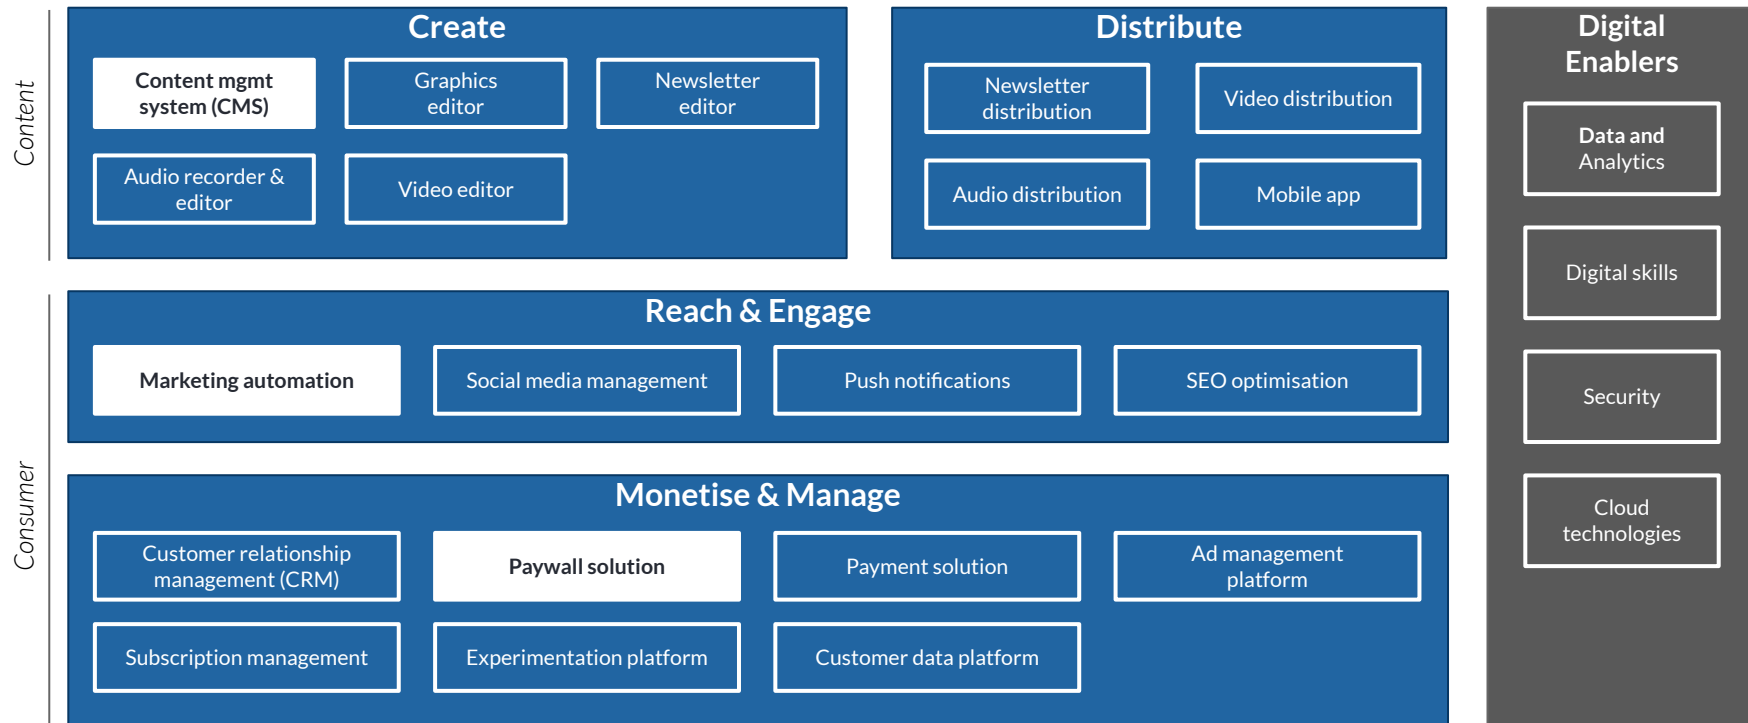 Content
Create
Content mgmt
system (CMS)
Graphics
editor
Newsletter
editor
Audio recorder &
editor
Video editor
Distribute
Newsletter
distribution
Video distribution
Audio distribution
Mobile app
Consumer
Reach & Engage
Marketing automation
Social media management
Push notifications
SEO optimisation
Monetise & Manage
Customer relationship
management (CRM)
Paywall solution
Payment solution
Ad management
platform
Subscription management
Experimentation platform
Customer data platform
Digital
Enablers
Data and
Analytics
Digital skills
Security
Cloud
technologies